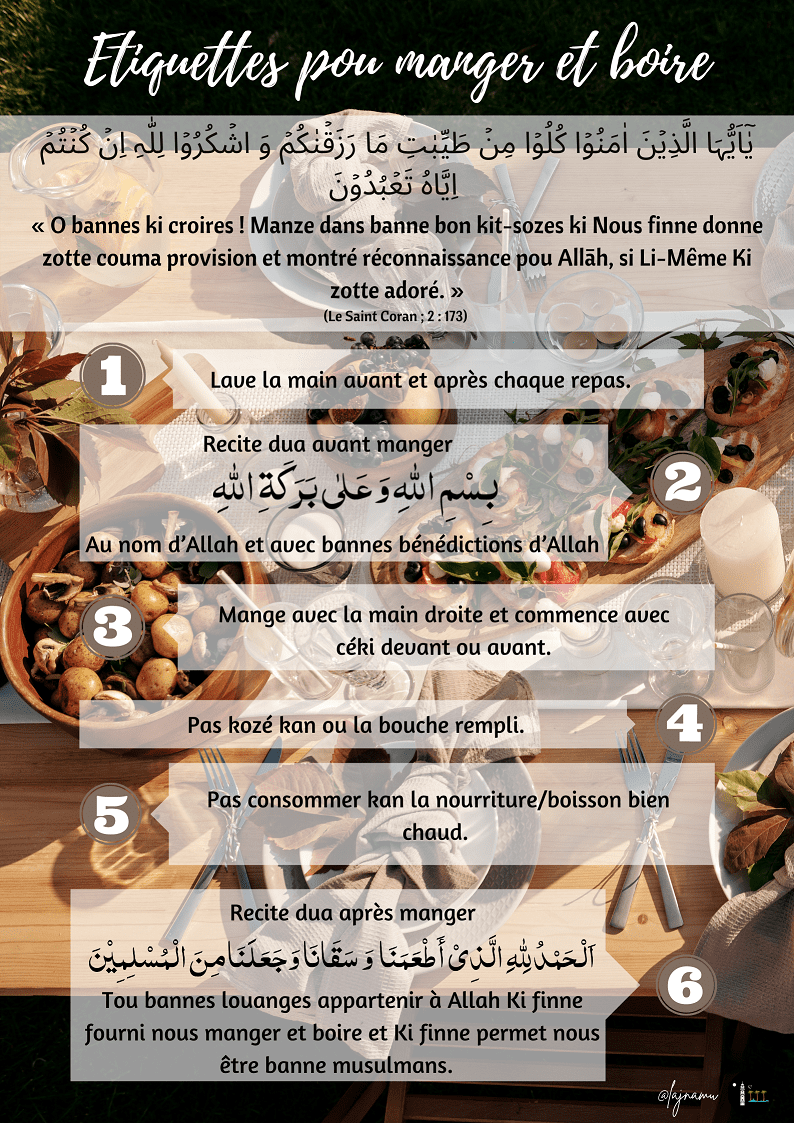 Etiquettes pou manger et boire
يٰۤاَيُّهَا الَّذِيۡنَ اٰمَنُوۡا كُلُوۡا مِنۡ طَيِّبٰتِ مَا رَزَقۡنٰكُمۡ وَ اشۡكُرُوۡا لِلّٰهِ اِنۡ كُنۡتُمۡ
اِيَّاهُ تَعۡبُدُوۡنَ
« O bannes ki croires ! Manze dans banne bon kit-sozes ki Nous finne donne
zotte couma provision et montré réconnaissance pou Allāh, si Li-Même Ki
zotte adoré. »
(Le Saint Coran ; 2 : 173)
1
Lave la main avant et après chaque repas.
Recite dua avant manger
بِسْمِ اللهِ وَعَلٰى بَرَكَةِ اللهِ
2
Au nom d’Allah et avec bannes bénédictions d’Allah
3
Mange avec la main droite et commence avec
céki devant ou avant.
Pas kozé kan ou la bouche rempli.
4
5
Pas consommer kan la nourriture/boisson bien
chaud.
Recite dua après manger
اَلْحَمْدُ لِلّٰهِ الَّذِىْ أَطْعَمَنَا وَ سَقَانَا وَجَعَلَنَا مِنَ الْمُسْلِمِيْنَ
6
Tou bannes louanges appartenir à Allah Ki finne
fourni nous manger et boire et Ki finne permet nous
être banne musulmans.
@lajnamu